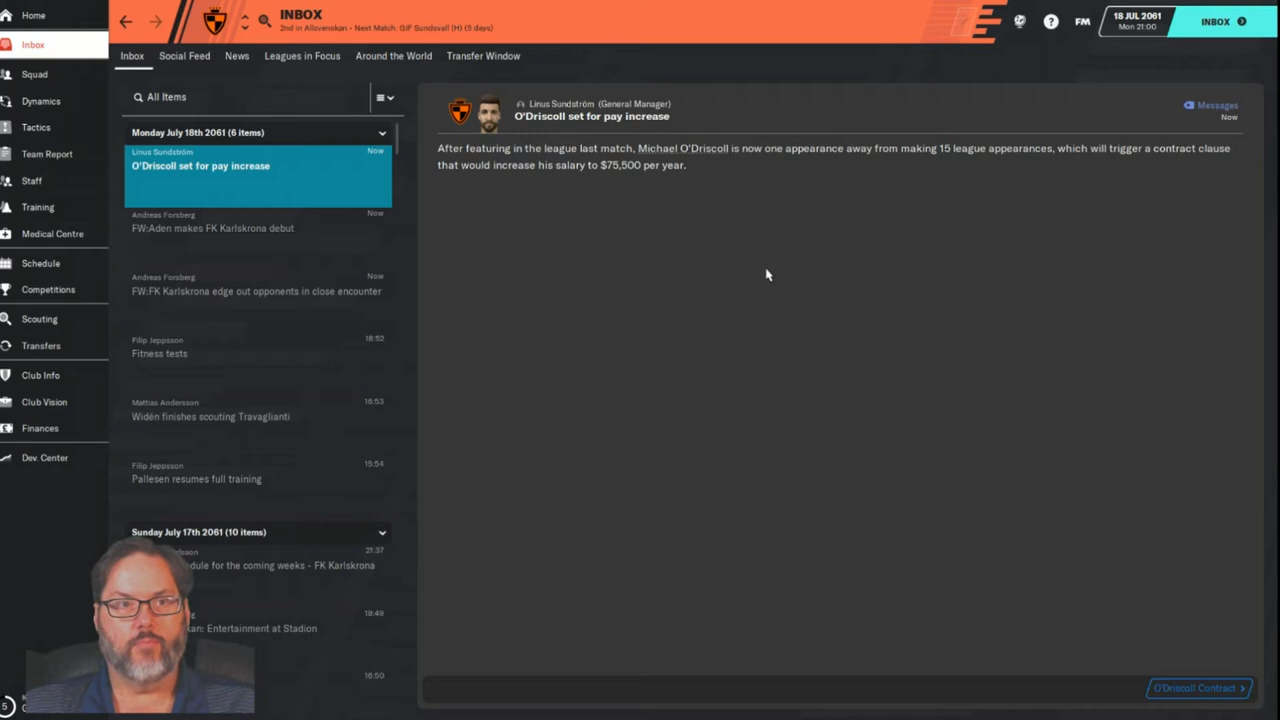 Home
Inbox
Squad
Dynamics
Tactics
Team Report
Staff
Training
Medical Centre
Schedule
Competitions
Scouting
Transfers
Club Info
Club Vision
Finances
Dev. Center
5
INBOX
2nd in Allsvenskan - Next Match, GIF Sundsvall (H) (5 days)
FM
18 JUL 2061
Mon 21:00
INBOX
Inbox Social Feed News Leagues in Focus Around the World Transfer Window
All Items
Monday July 18th 2061 (6 items)
Linus Sundström Now
O'Driscoll set for pay increase
Andreas Forsberg Now
FW:Aden makes FK Karlskrona debut
Andreas Forsberg Now
FW:FK Karlskrona edge out opponents in close encounter
Filip Jeppsson 18:52
Fitness tests
Mattias Andersson 16:53
Widén finishes scouting Travaglianti
Filip Jeppsson 15:54
Pallesen resumes full training
Sunday July 17th 2061 (10 items)
21:37
for the coming weeks - FK Karlskrona
18:49
Entertainment at Stadion
16:50
Linus Sundström (General Manager)
O'Driscoll set for pay increase
Messages
Now
After featuring in the league last match, Michael O'Driscoll is now one appearance away from making 15 league appearances, which will trigger a contract clause
that would increase his salary to $75,500 per year.
O'Driscoll Contract